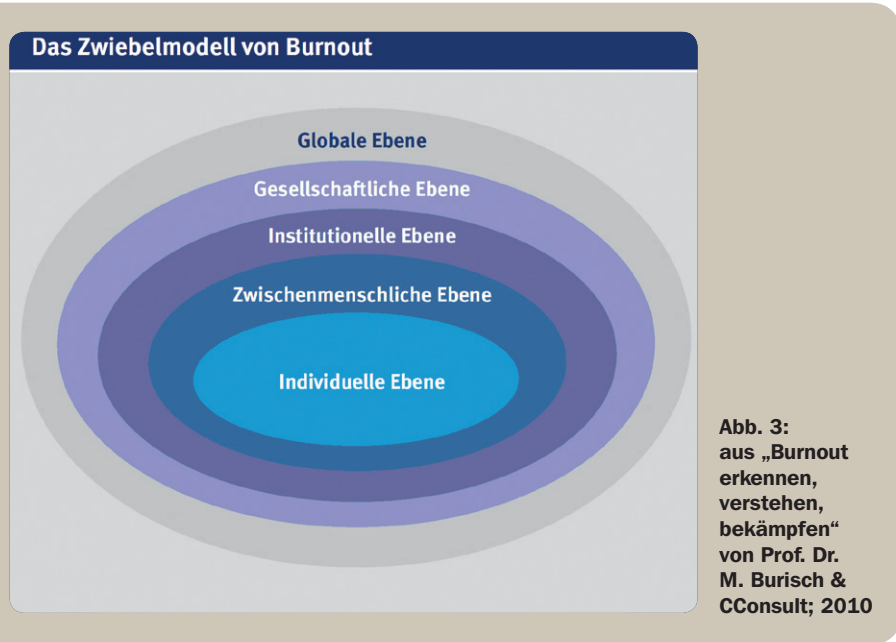 Das Zwiebelmodell von Burnout
Globale Ebene
Gesellschaftliche Ebene
Institutionelle Ebene
Zwischenmenschliche Ebene
Individuelle Ebene
Abb. 3:
aus „Burnout
erkennen,
verstehen,
bekämpfen“
von Prof. Dr.
M. Burisch &
CConsult; 2010